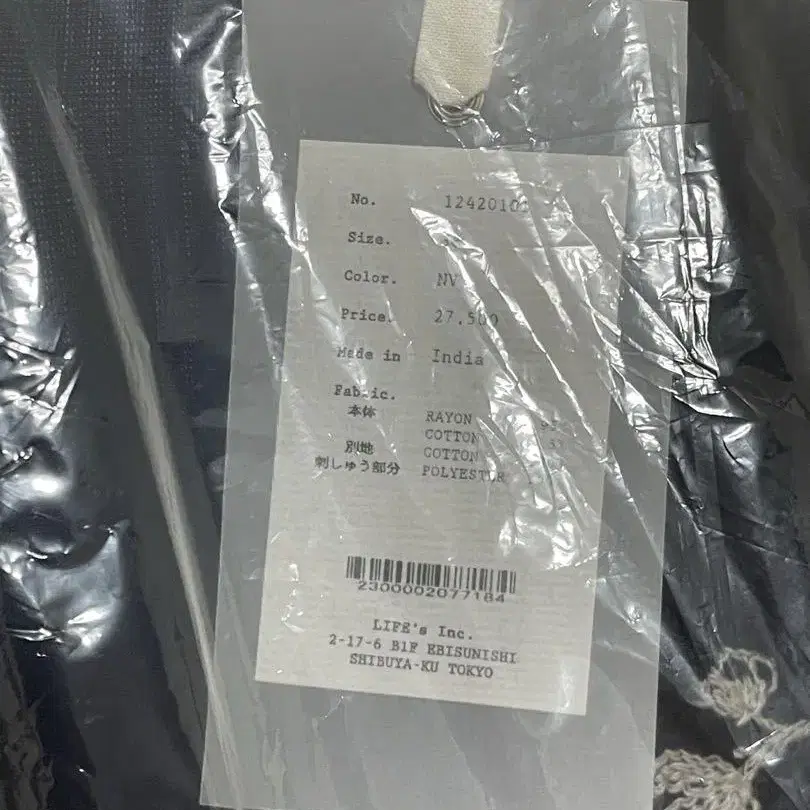 No. 1242010
Size.
Color. NV
Price. 27,500
Made in India
Fabric.
本体 RAYON
COTTON
別地 COTTON
刺しゅう部分 POLYESTER
2300002077184
LIFE's Inc.
2-17-6 B1F EBISUNISHI
SHIBUYA-KU TOKYO